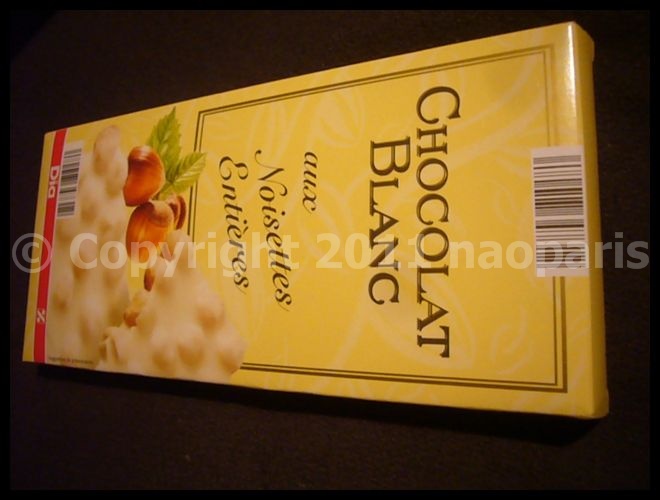 CHOCOLAT
BLANC
aux
Noisettes
Entières
Dia
%
© Copyright 2011 naoparis